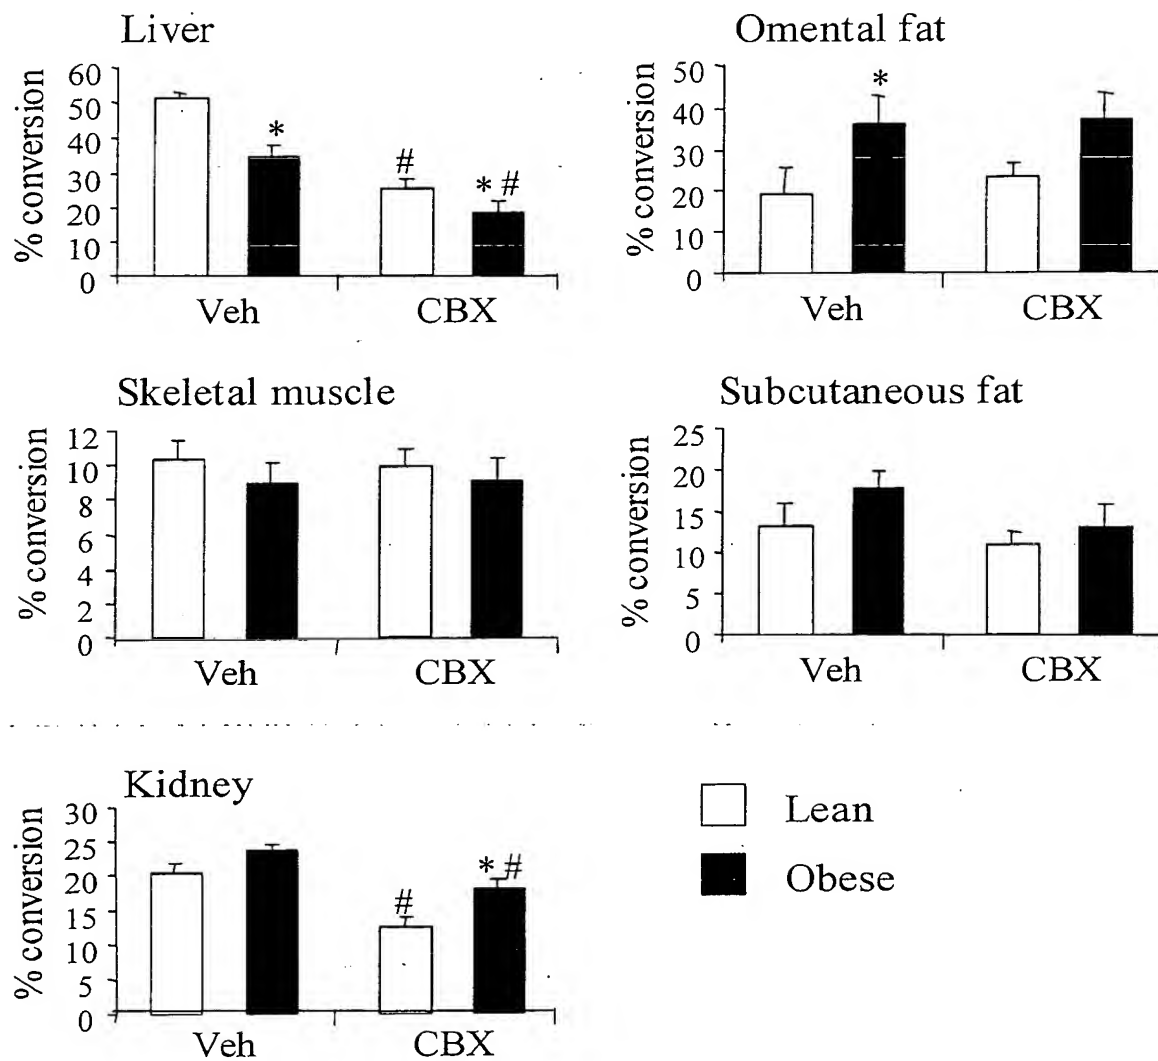 Liver
% conversion
60
50
40
30
20
10
0
*
#
* #
Veh
CBX
Omental fat
% conversion
50
40
30
20
10
0
*
Veh
CBX
Skeletal muscle
% conversion
12
10
8
6
4
2
0
Veh
CBX
Subcutaneous fat
% conversion
25
20
15
10
5
0
Veh
CBX
Kidney
% conversion
30
25
20
15
10
5
0
#
* #
Veh
CBX
Lean
Obese